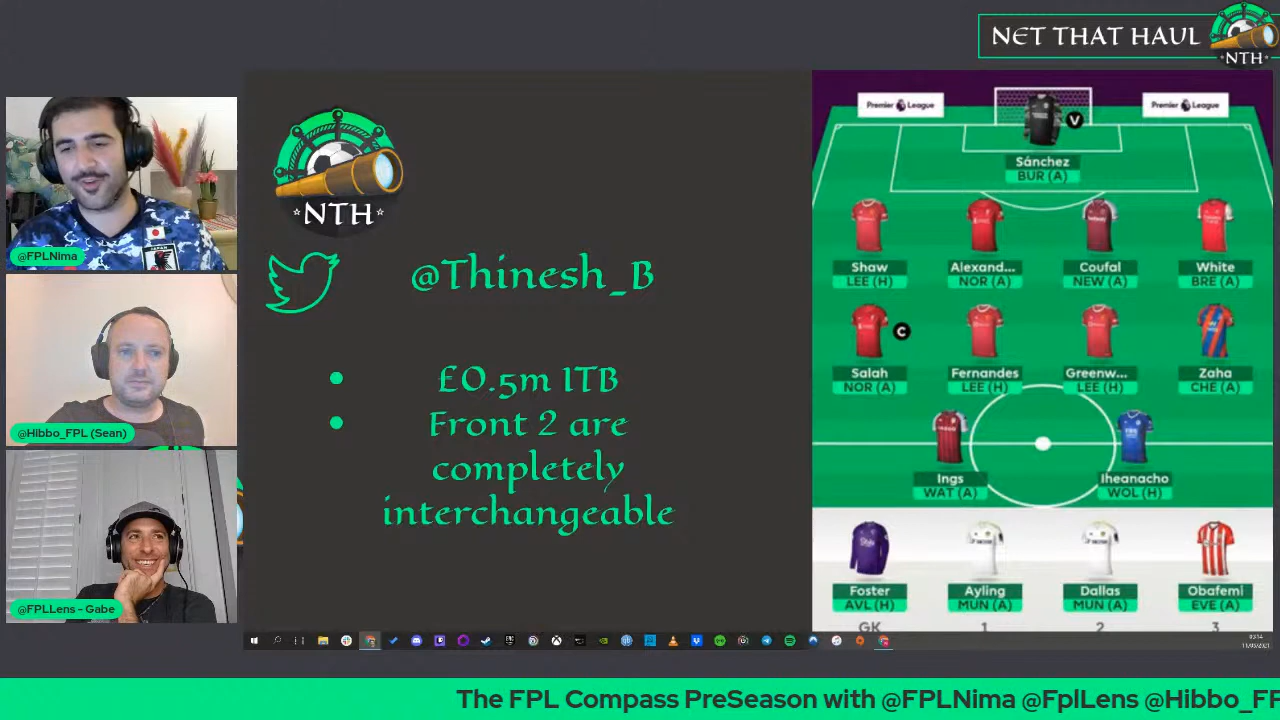 NET THAT HAUL
NTH
NTH
@Thinesh_B
£0.5m ITB
Front 2 are
completely
interchangeable
@FPLNima
JAPAN
@Hibbo_FPL (Sean)
@FPLLens - Gabe
Premier League
Premier League
V
Sánchez
BUR (A)
Shaw
Alexand...
Coufal
White
LEE (H)
NOR (A)
NEW (A)
BRE (A)
C
Salah
Fernandes
Greenw...
Zaha
NOR (A)
LEE (H)
LEE (H)
CHE (A)
Ings
Iheanacho
WAT (A)
WOL (H)
Foster
Ayling
Dallas
Obafemi
AVL (H)
MUN (A)
MUN (A)
EVE (A)
GK
1
2
3
The FPL Compass PreSeason with @FPLNima @FplLens @Hibbo_FP